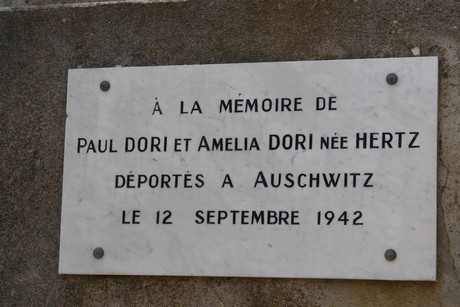 À LA MÉMOIRE DE
PAUL DORI ET AMELIA DORI NÉE HERTZ
DÉPORTÉS A AUSCHWITZ
LE 12 SEPTEMBRE 1942